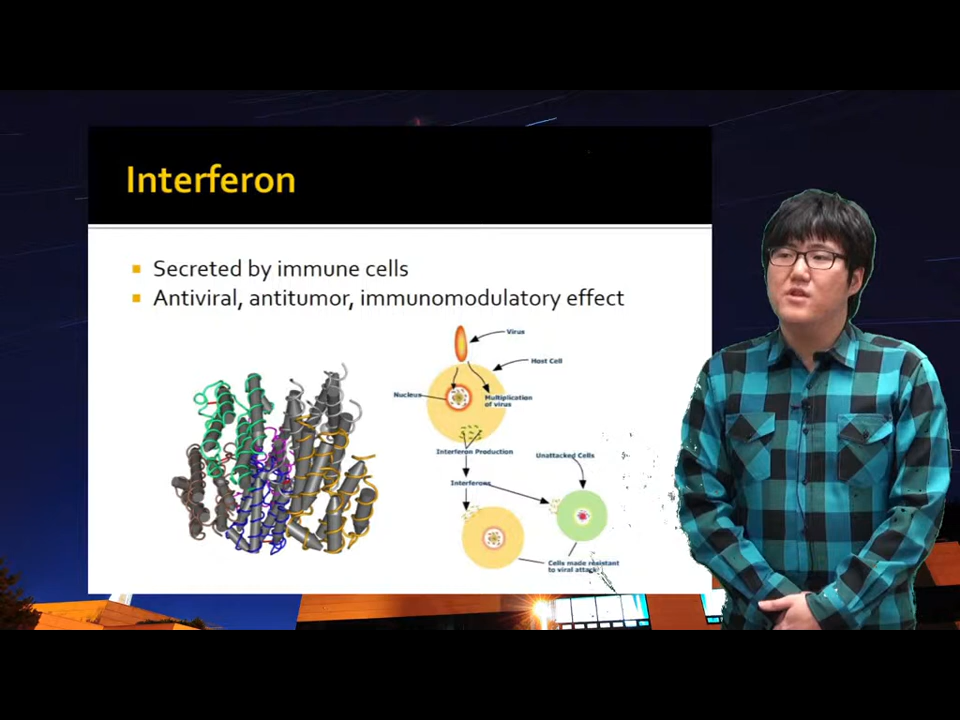 Interferon
Secreted by immune cells
Antiviral, antitumor, immunomodulatory effect
Virus
Host Cell
Nucleus
Multiplication
of virus
Interferon Production
Unattacked Cells
Interferons
Cells made resistant
to viral attack